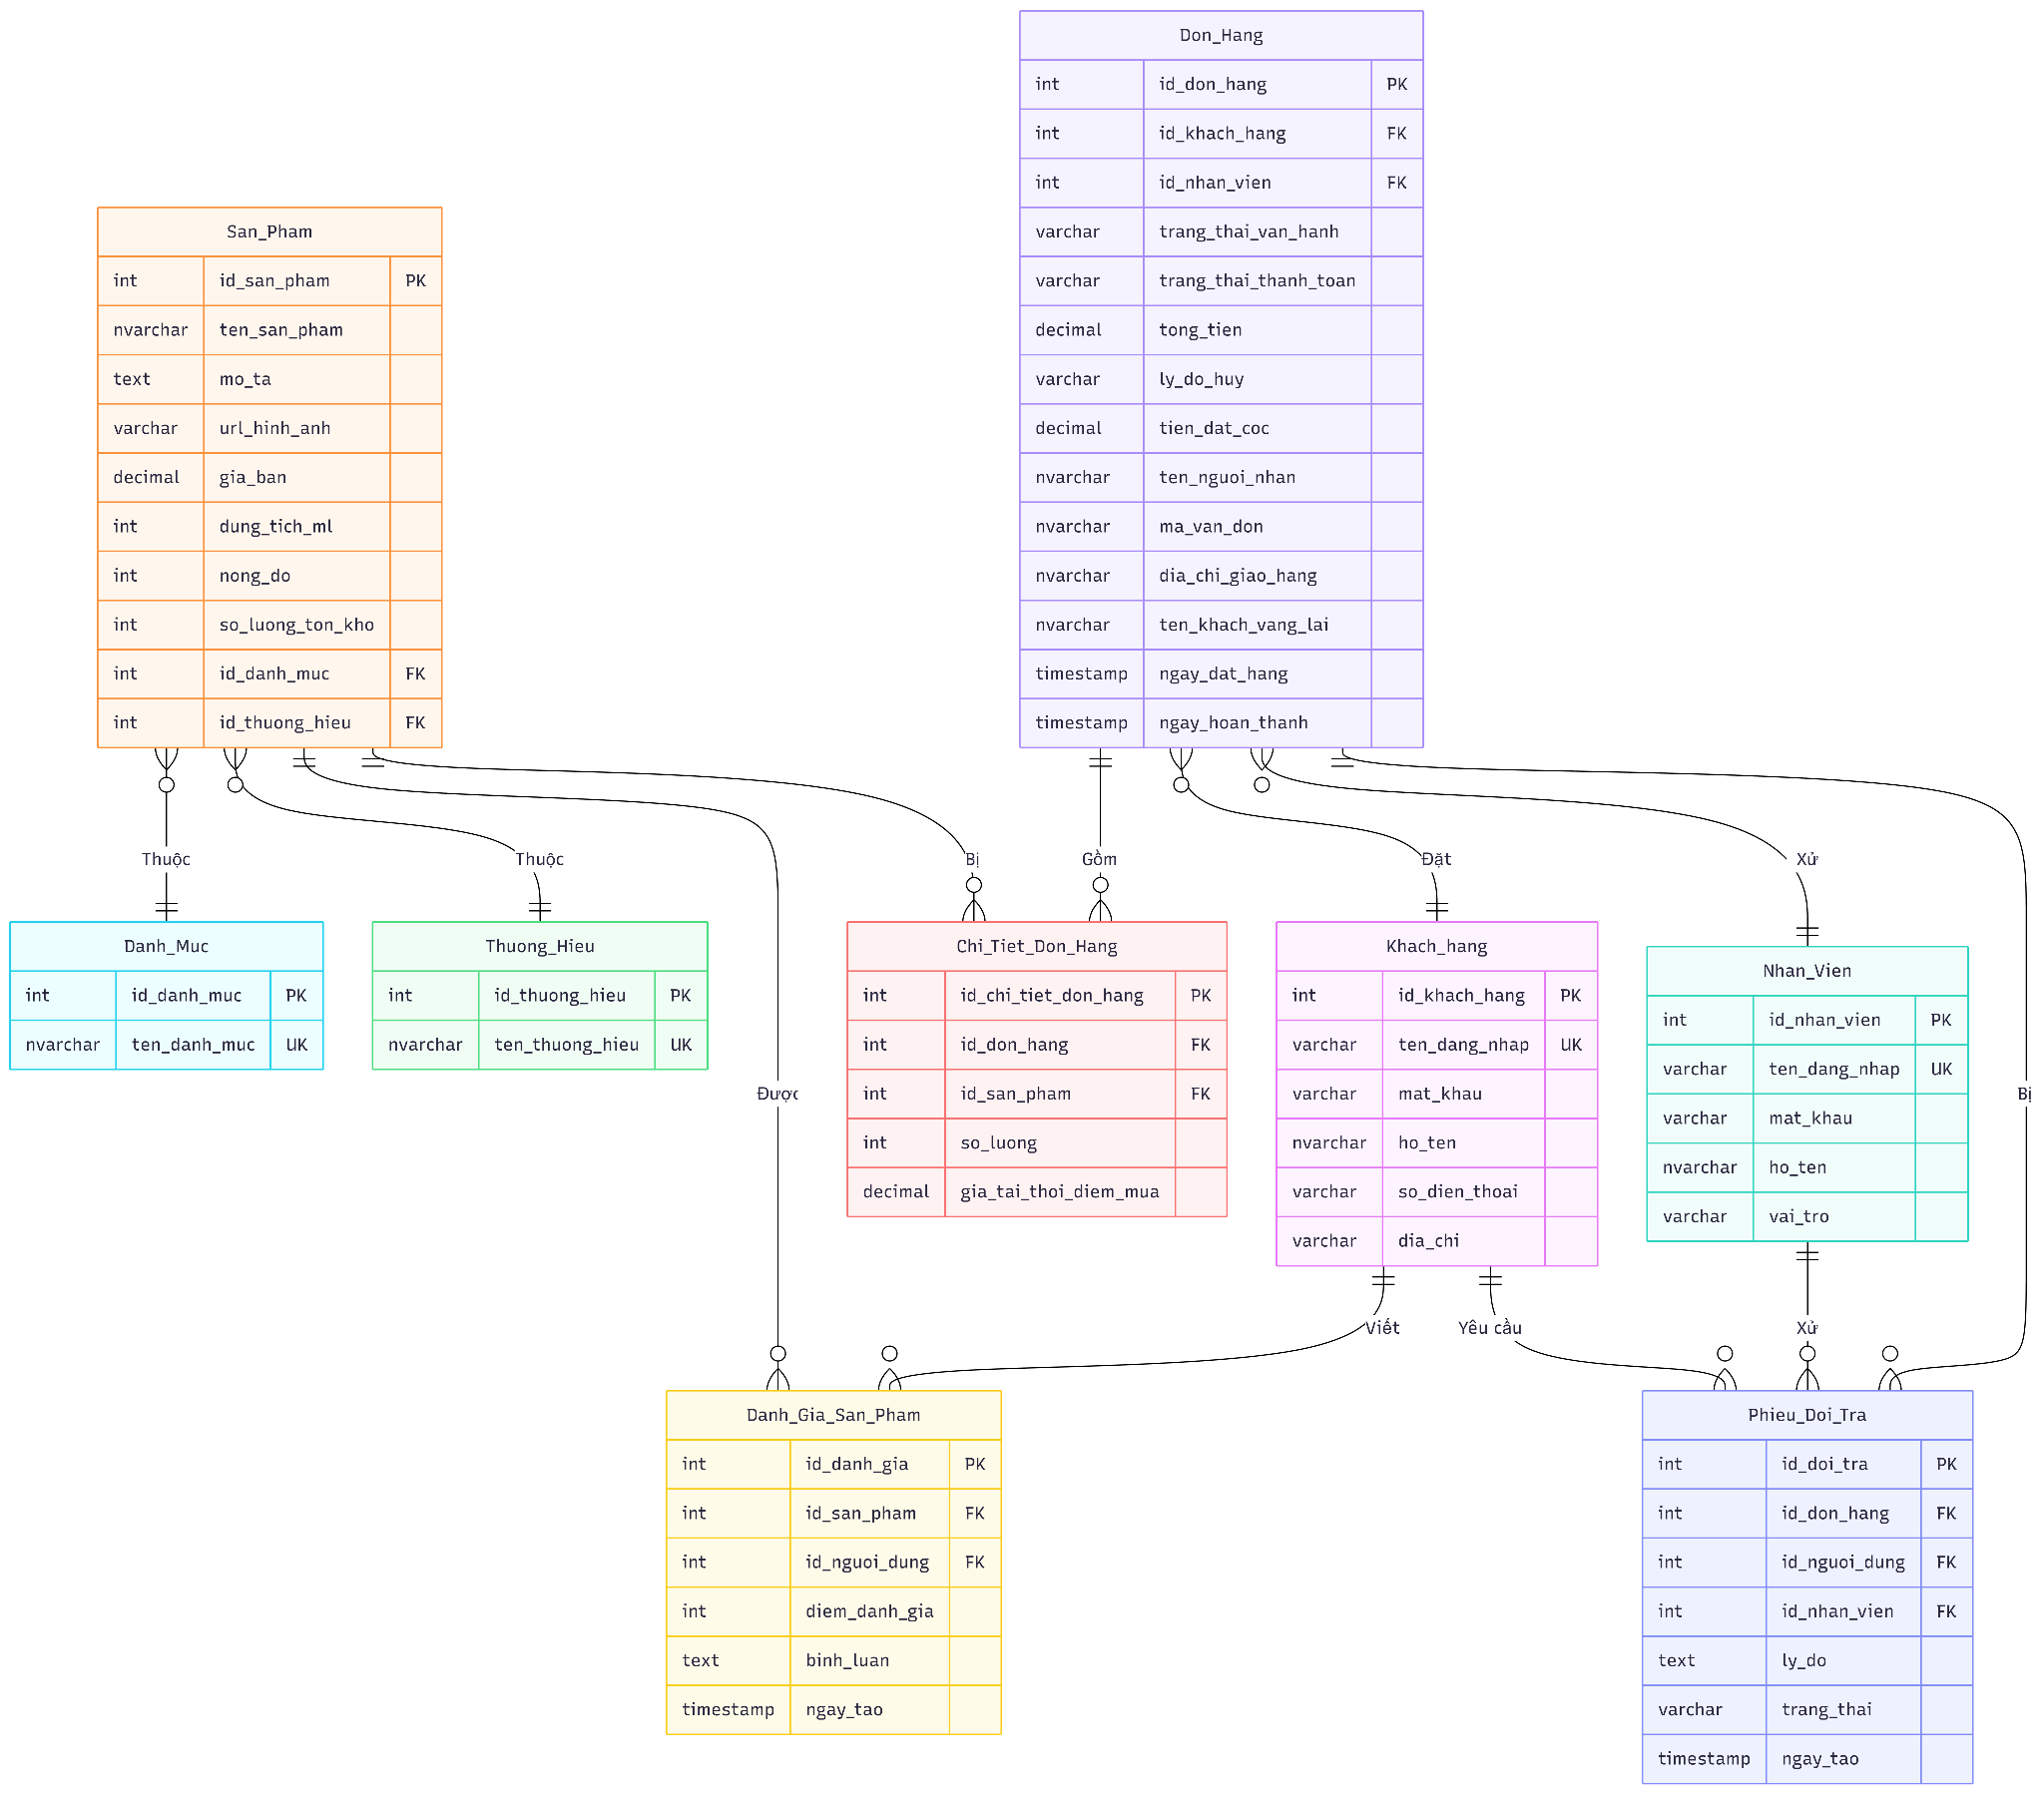 Don_Hang
int id_don_hang PK
int id_khach_hang FK
int id_nhan_vien FK
varchar trang_thai_van_hanh
varchar trang_thai_thanh_toan
decimal tong_tien
varchar ly_do_huy
decimal tien_dat_coc
nvarchar ten_nguoi_nhan
nvarchar ma_van_don
nvarchar dia_chi_giao_hang
nvarchar ten_khach_vang_lai
timestamp ngay_dat_hang
timestamp ngay_hoan_thanh
San_Pham
int id_san_pham PK
nvarchar ten_san_pham
text mo_ta
varchar url_hinh_anh
decimal gia_ban
int dung_tich_ml
int nong_do
int so_luong_ton_kho
int id_danh_muc FK
int id_thuong_hieu FK
Thuộc
Thuộc
Bị
Gồm
Đặt
Xử
Danh_Muc
int id_danh_muc PK
nvarchar ten_danh_muc UK
Thuong_Hieu
int id_thuong_hieu PK
nvarchar ten_thuong_hieu UK
Được
Chi_Tiet_Don_Hang
int id_chi_tiet_don_hang PK
int id_don_hang FK
int id_san_pham FK
int so_luong
decimal gia_tai_thoi_diem_mua
Khach_hang
int id_khach_hang PK
varchar ten_dang_nhap UK
varchar mat_khau
nvarchar ho_ten
varchar so_dien_thoai
varchar dia_chi
Nhan_Vien
int id_nhan_vien PK
varchar ten_dang_nhap UK
varchar mat_khau
nvarchar ho_ten
varchar vai_tro
Bị
Viết
Yêu cầu
Xử
Danh_Gia_San_Pham
int id_danh_gia PK
int id_san_pham FK
int id_nguoi_dung FK
int diem_danh_gia
text binh_luan
timestamp ngay_tao
Phieu_Doi_Tra
int id_doi_tra PK
int id_don_hang FK
int id_nguoi_dung FK
int id_nhan_vien FK
text ly_do
varchar trang_thai
timestamp ngay_tao